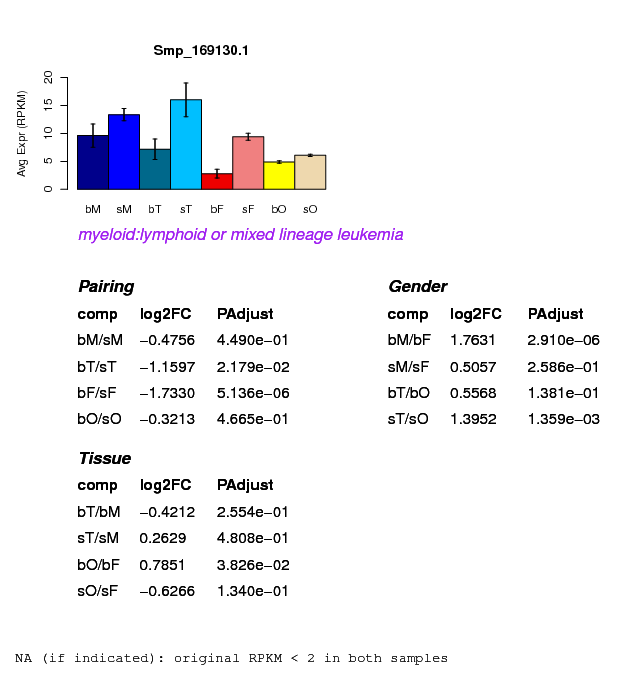 Smp_169130.1
Avg Expr (RPKM)
20
15
10
5
0
bM sM bT sT bF sF bO sO
myeloid:lymphoid or mixed lineage leukemia
Pairing
comp log2FC PAdjust
bM/sM −0.4756 4.490e−01
bT/sT −1.1597 2.179e−02
bF/sF −1.7330 5.136e−06
bO/sO −0.3213 4.665e−01
Gender
comp log2FC PAdjust
bM/bF 1.7631 2.910e−06
sM/sF 0.5057 2.586e−01
bT/bO 0.5568 1.381e−01
sT/sO 1.3952 1.359e−03
Tissue
comp log2FC PAdjust
bT/bM −0.4212 2.554e−01
sT/sM 0.2629 4.808e−01
bO/bF 0.7851 3.826e−02
sO/sF −0.6266 1.340e−01
NA (if indicated): original RPKM < 2 in both samples